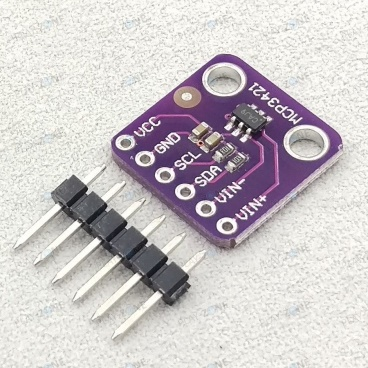 MCP3421
VCC
GND
SCL
SDA
VIN-
VIN+